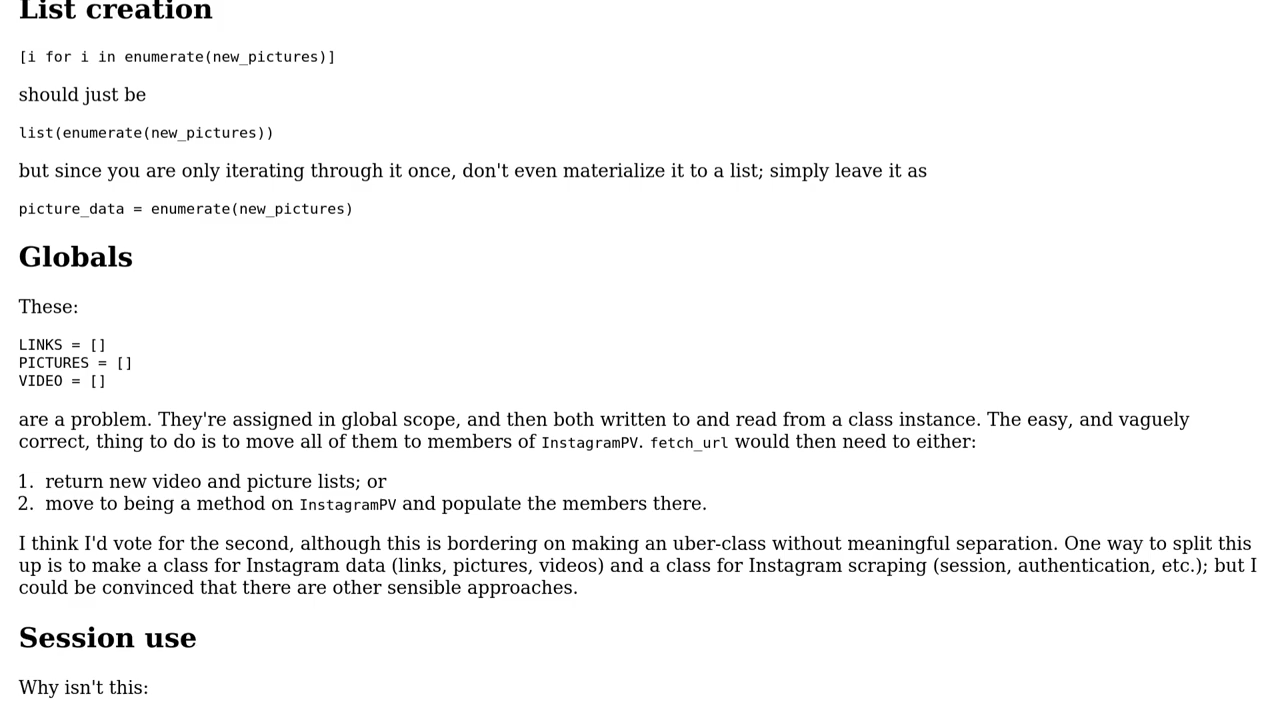 List creation
[i for i in enumerate(new_pictures)]
should just be
list(enumerate(new_pictures))
but since you are only iterating through it once, don't even materialize it to a list; simply leave it as
picture_data = enumerate(new_pictures)
Globals
These:
LINKS = []
PICTURES = []
VIDEO = []
are a problem. They're assigned in global scope, and then both written to and read from a class instance. The easy, and vaguely
correct, thing to do is to move all of them to members of InstagramPV. fetch_url would then need to either:
1. return new video and picture lists; or
2. move to being a method on InstagramPV and populate the members there.
I think I'd vote for the second, although this is bordering on making an uber-class without meaningful separation. One way to split this
up is to make a class for Instagram data (links, pictures, videos) and a class for Instagram scraping (session, authentication, etc.); but I
could be convinced that there are other sensible approaches.
Session use
Why isn't this: